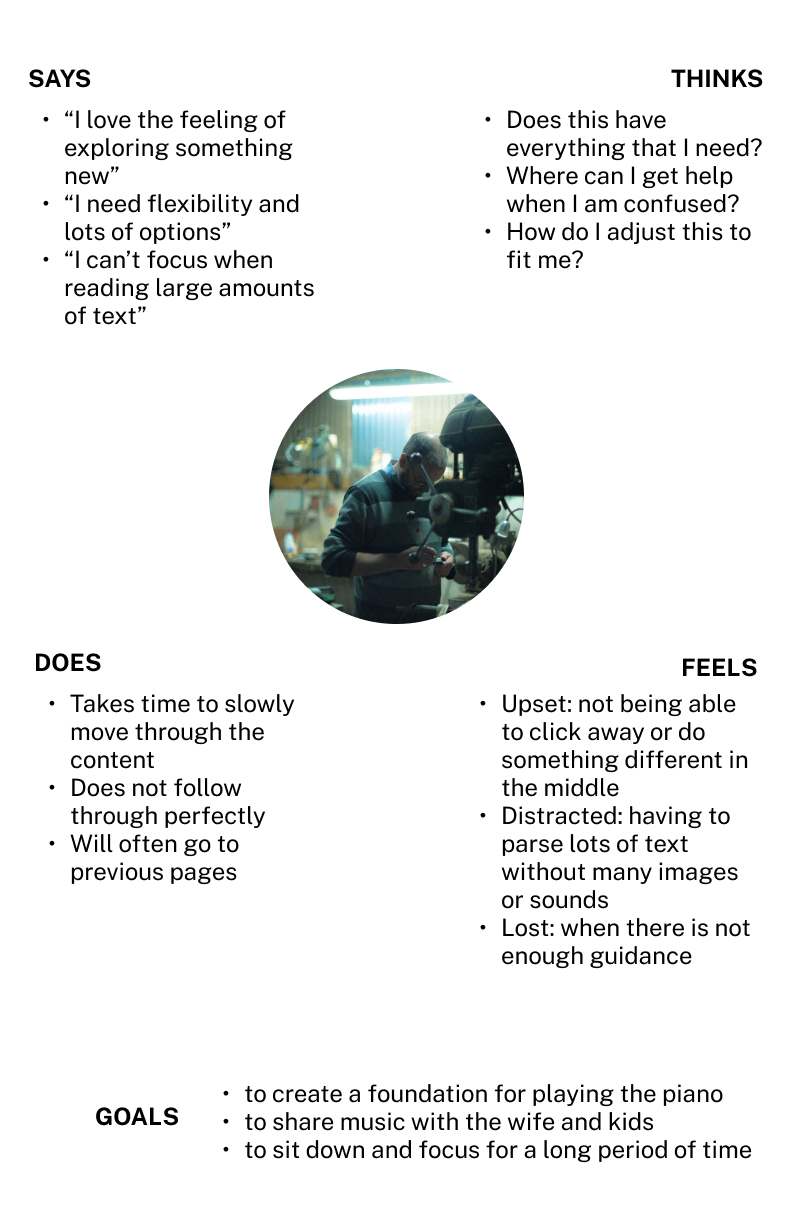 SAYS
• “I love the feeling of
exploring something
new”
• “I need flexibility and
lots of options”
• “I can’t focus when
reading large amounts
of text”
THINKS
• Does this have
everything that I need?
• Where can I get help
when I am confused?
• How do I adjust this to
fit me?
DOES
• Takes time to slowly
move through the
content
• Does not follow
through perfectly
• Will often go to
previous pages
FEELS
• Upset: not being able
to click away or do
something different in
the middle
• Distracted: having to
parse lots of text
without many images
or sounds
• Lost: when there is not
enough guidance
GOALS
• to create a foundation for playing the piano
• to share music with the wife and kids
• to sit down and focus for a long period of time